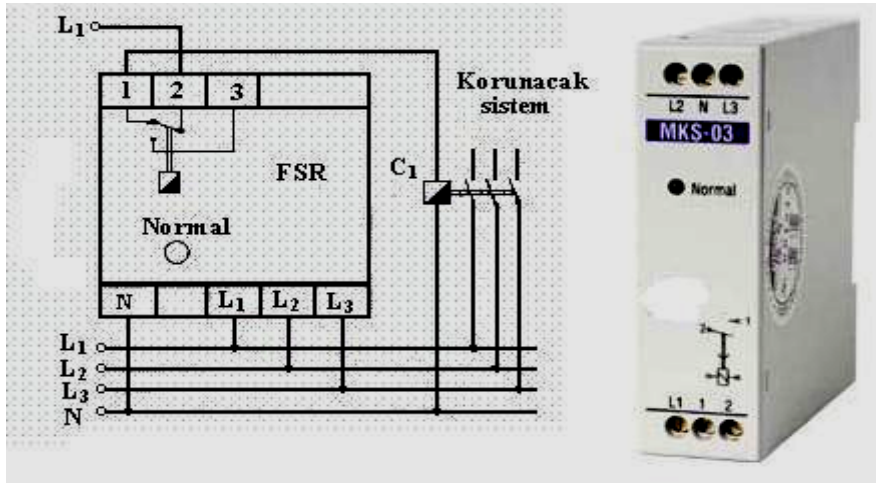 L1
1 2 3
Korunacak
sistem
FSR
C1
Normal
N L1 L2 L3
L1
L2
L3
N
L2 N L3
MKS-03
Normal
2 1
L1 1 2